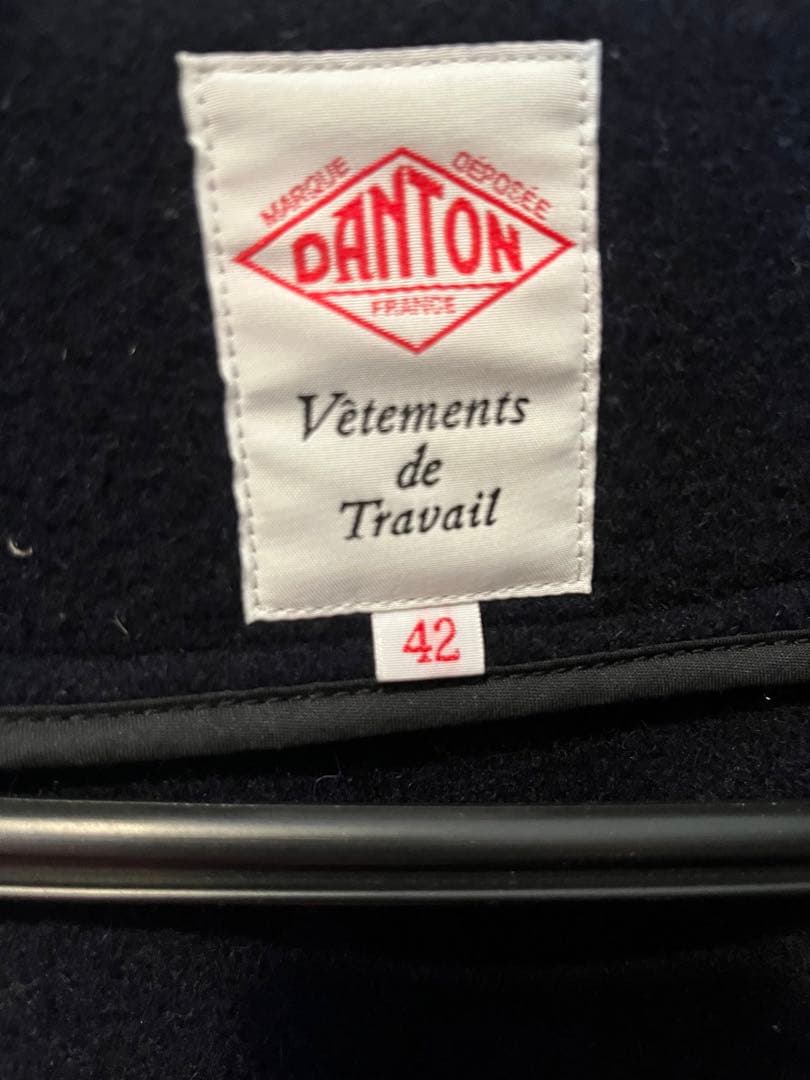 MARQUE DÉPOSÉE
DANTON
FRANCE
Vêtements
de
Travail
42